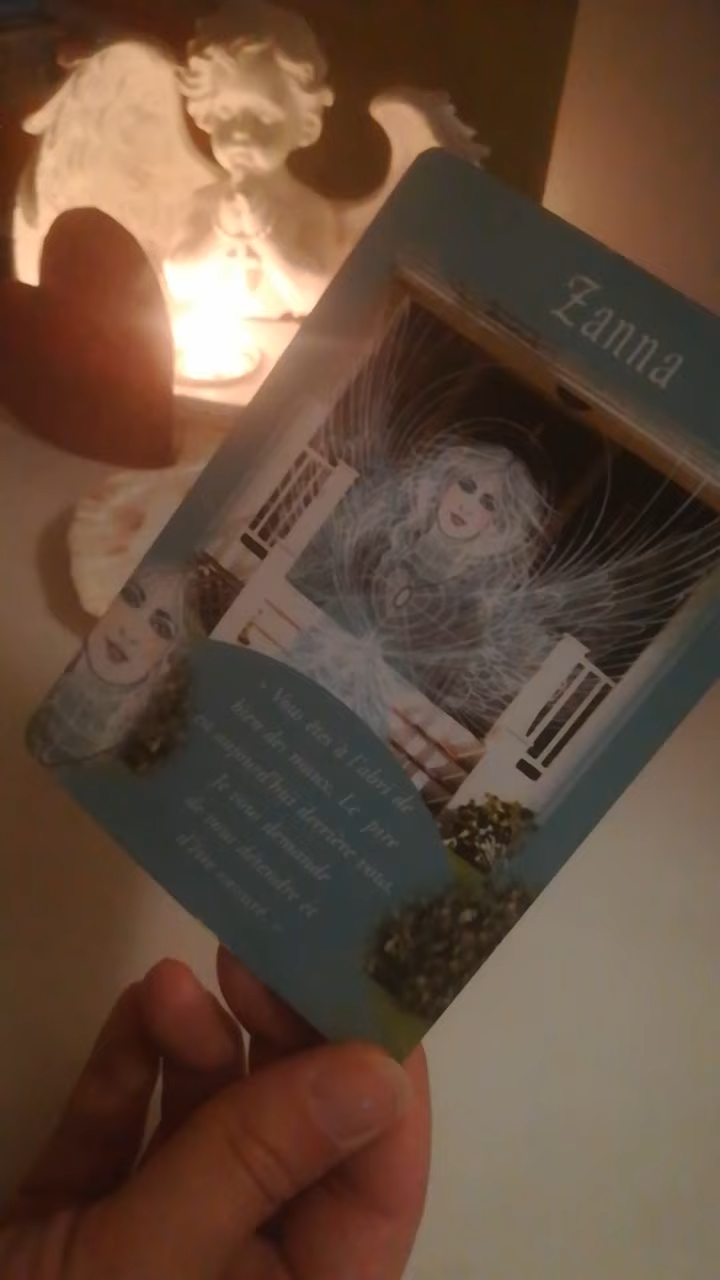 Zanna
« Vous êtes à l'abri de
bien des maux. Le pire
est aujourd'hui derrière vous.
Je vous demande
de vous détendre et
d'être rassuré... »